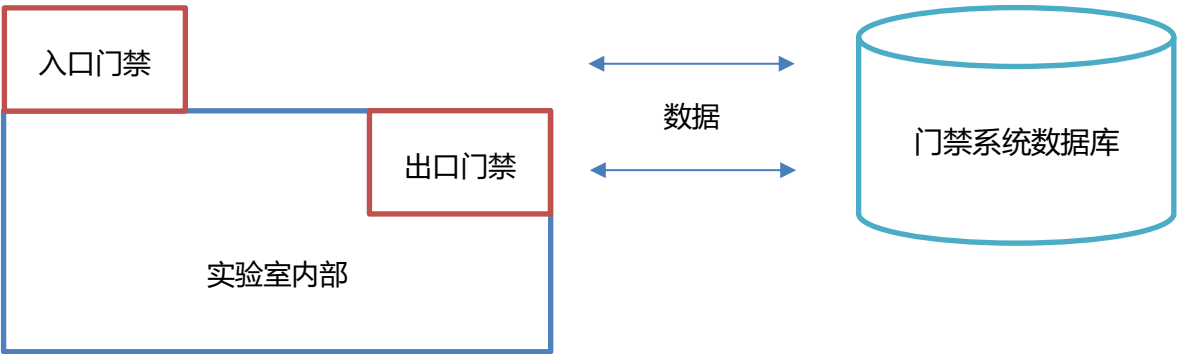 入口门禁
数据
门禁系统数据库
出口门禁
实验室内部